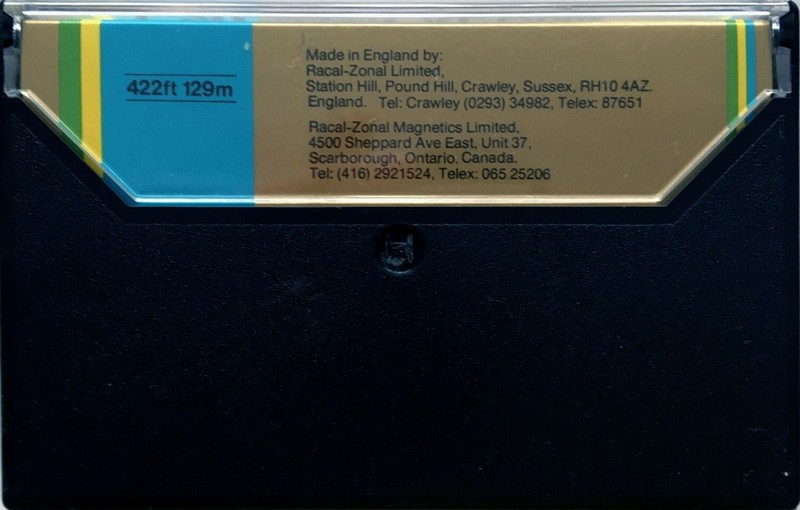 422ft 129m
Made in England by:
Racal-Zonal Limited,
Station Hill, Pound Hill, Crawley, Sussex, RH10 4AZ.
England. Tel: Crawley (0293) 34982, Telex: 87651
Racal-Zonal Magnetics Limited,
4500 Sheppard Ave East, Unit 37,
Scarborough, Ontario. Canada.
Tel: (416) 2921524, Telex: 065 25206